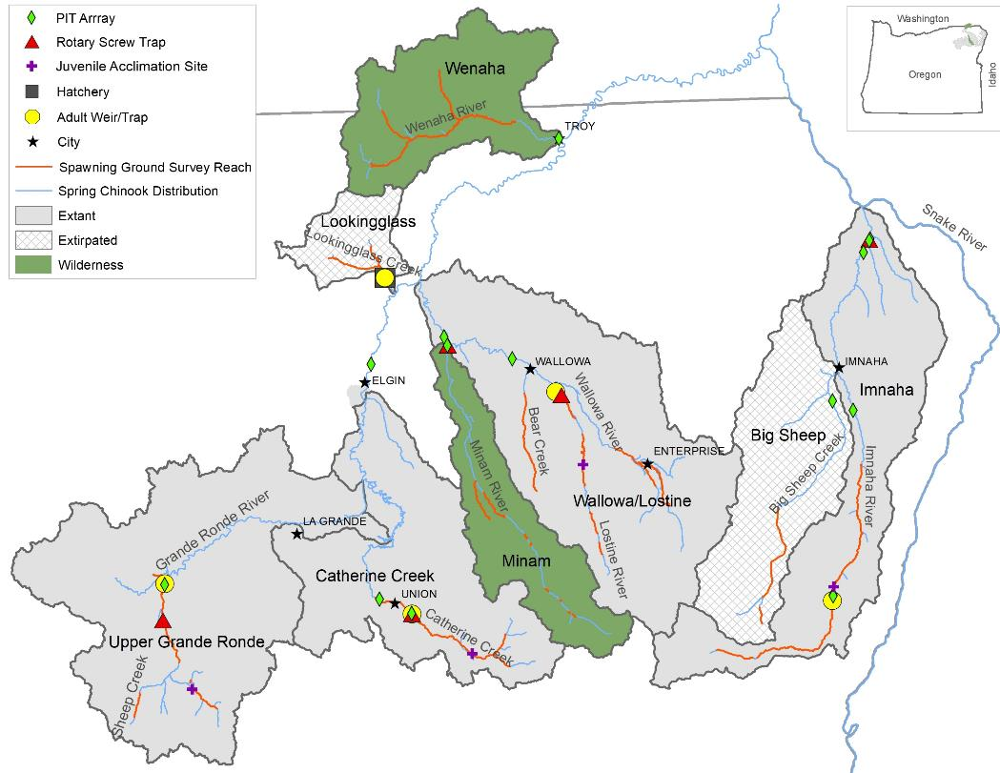 PIT Arrray
Rotary Screw Trap
Juvenile Acclimation Site
Hatchery
Adult Weir/Trap
City
Spawning Ground Survey Reach
Spring Chinook Distribution
Extant
Extirpated
Wilderness
Washington
Oregon
Idaho
Wenaha
Wenaha River
TROY
Lookingglass
Lookingglass Creek
Snake River
ELGIN
WALLOWA
IMNAHA
Imnaha
Wallowa River
Bear Creek
Big Sheep
Big Sheep Creek
ENTERPRISE
Minam River
Imnaha River
Wallowa/Lostine
Grande Ronde River
LA GRANDE
Lostine River
Minam
Catherine Creek
UNION
Catherine Creek
Upper Grande Ronde
Sheep Creek